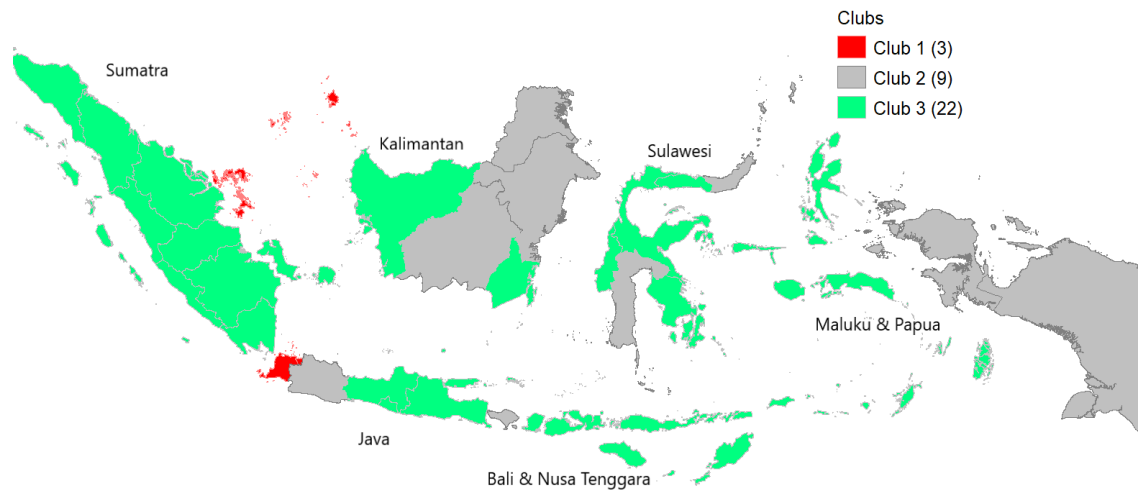 Clubs
Club 1 (3)
Club 2 (9)
Club 3 (22)
Sumatra
Kalimantan
Sulawesi
Maluku & Papua
Java
Bali & Nusa Tenggara